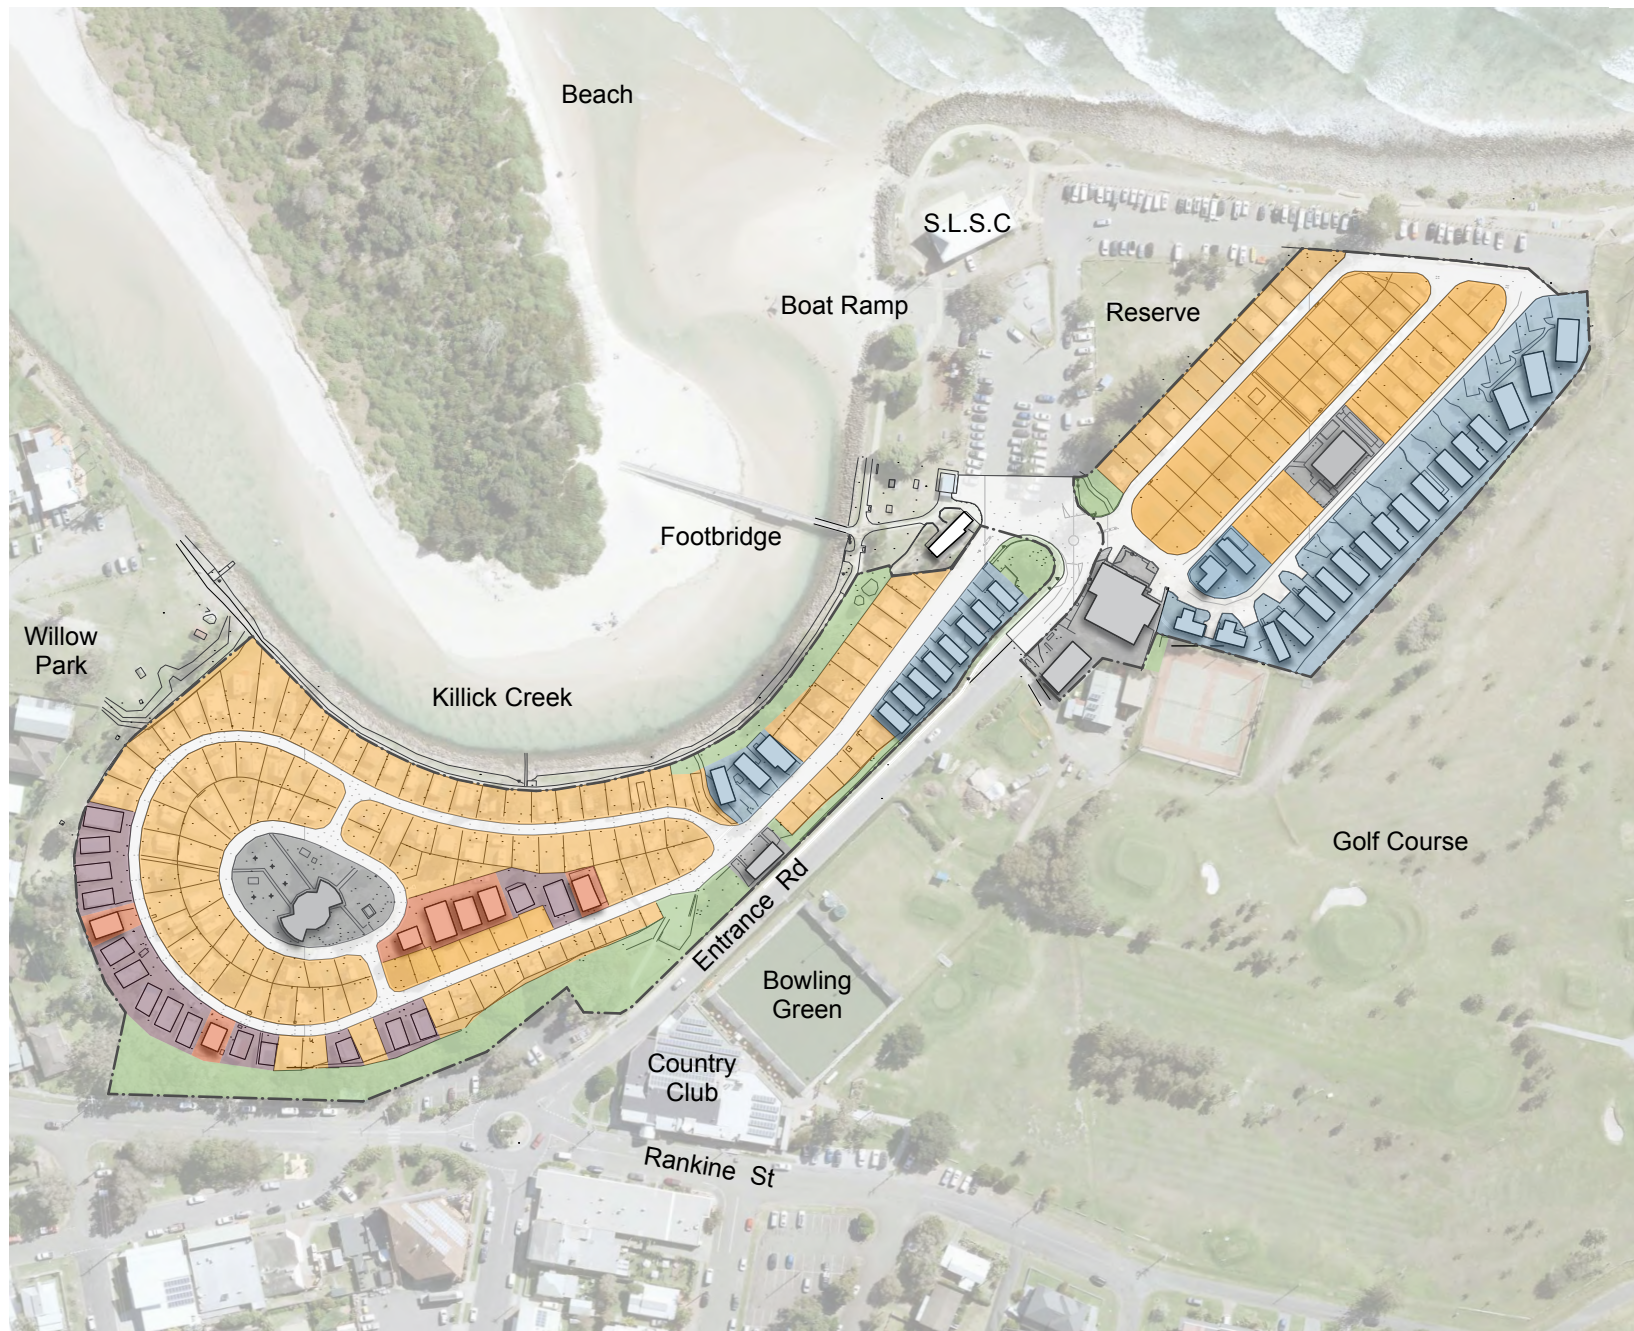 Beach
S.L.S.C
Boat Ramp
Reserve
Footbridge
Willow
Park
Killick Creek
Golf Course
Entrance Rd
Bowling
Green
Country
Club
Rankine St